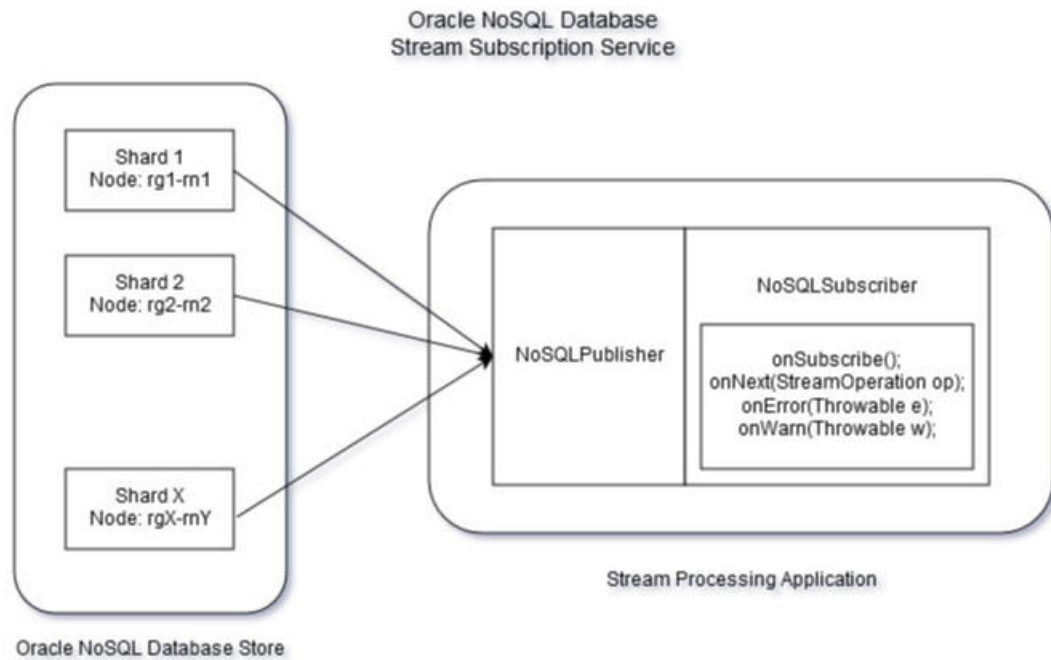 Oracle NoSQL Database
Stream Subscription Service
Shard 1
Node: rg1-rn1
Shard 2
Node: rg2-rn2
Shard X
Node: rgX-rnY
NoSQLPublisher
NoSQLSubscriber
onSubscribe();
onNext(StreamOperation op);
onError(Throwable e);
onWarn(Throwable w);
Stream Processing Application
Oracle NoSQL Database Store